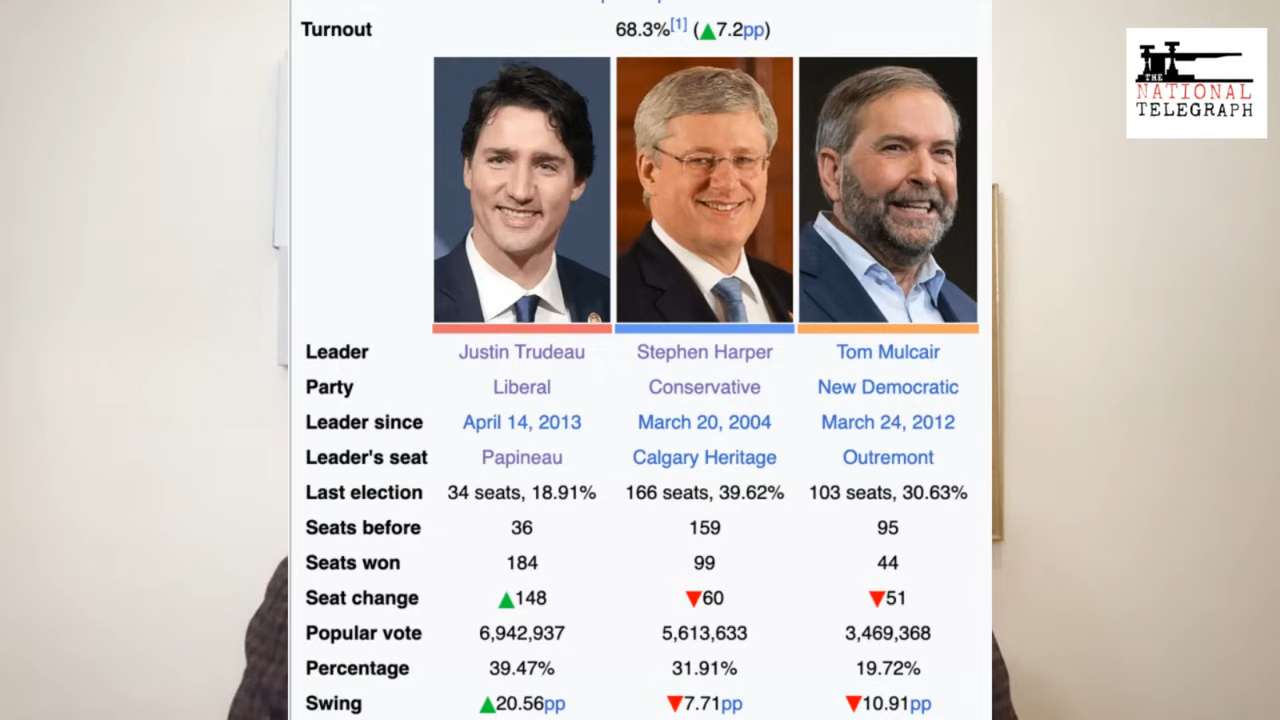 Turnout 68.3%[1] (▲7.2pp)
THE
NATIONAL
TELEGRAPH
Leader Justin Trudeau Stephen Harper Tom Mulcair
Party Liberal Conservative New Democratic
Leader since April 14, 2013 March 20, 2004 March 24, 2012
Leader's seat Papineau Calgary Heritage Outremont
Last election 34 seats, 18.91% 166 seats, 39.62% 103 seats, 30.63%
Seats before 36 159 95
Seats won 184 99 44
Seat change ▲148 ▼60 ▼51
Popular vote 6,942,937 5,613,633 3,469,368
Percentage 39.47% 31.91% 19.72%
Swing ▲20.56pp ▼7.71pp ▼10.91pp